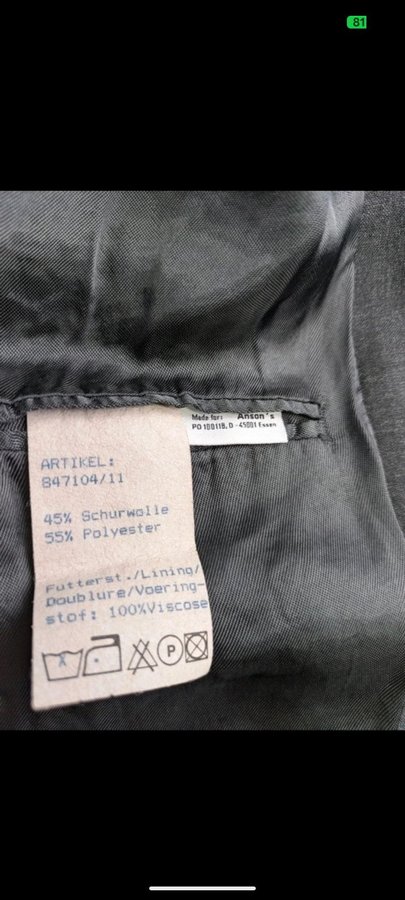 81
Made for: Anson's
PO 100118, D - 45001 Essen
ARTIKEL:
847104/11
45% Schurwolle
55% Polyester
Futterst./Lining/
Doublure/Voering-
stof: 100%Viscose
A
P